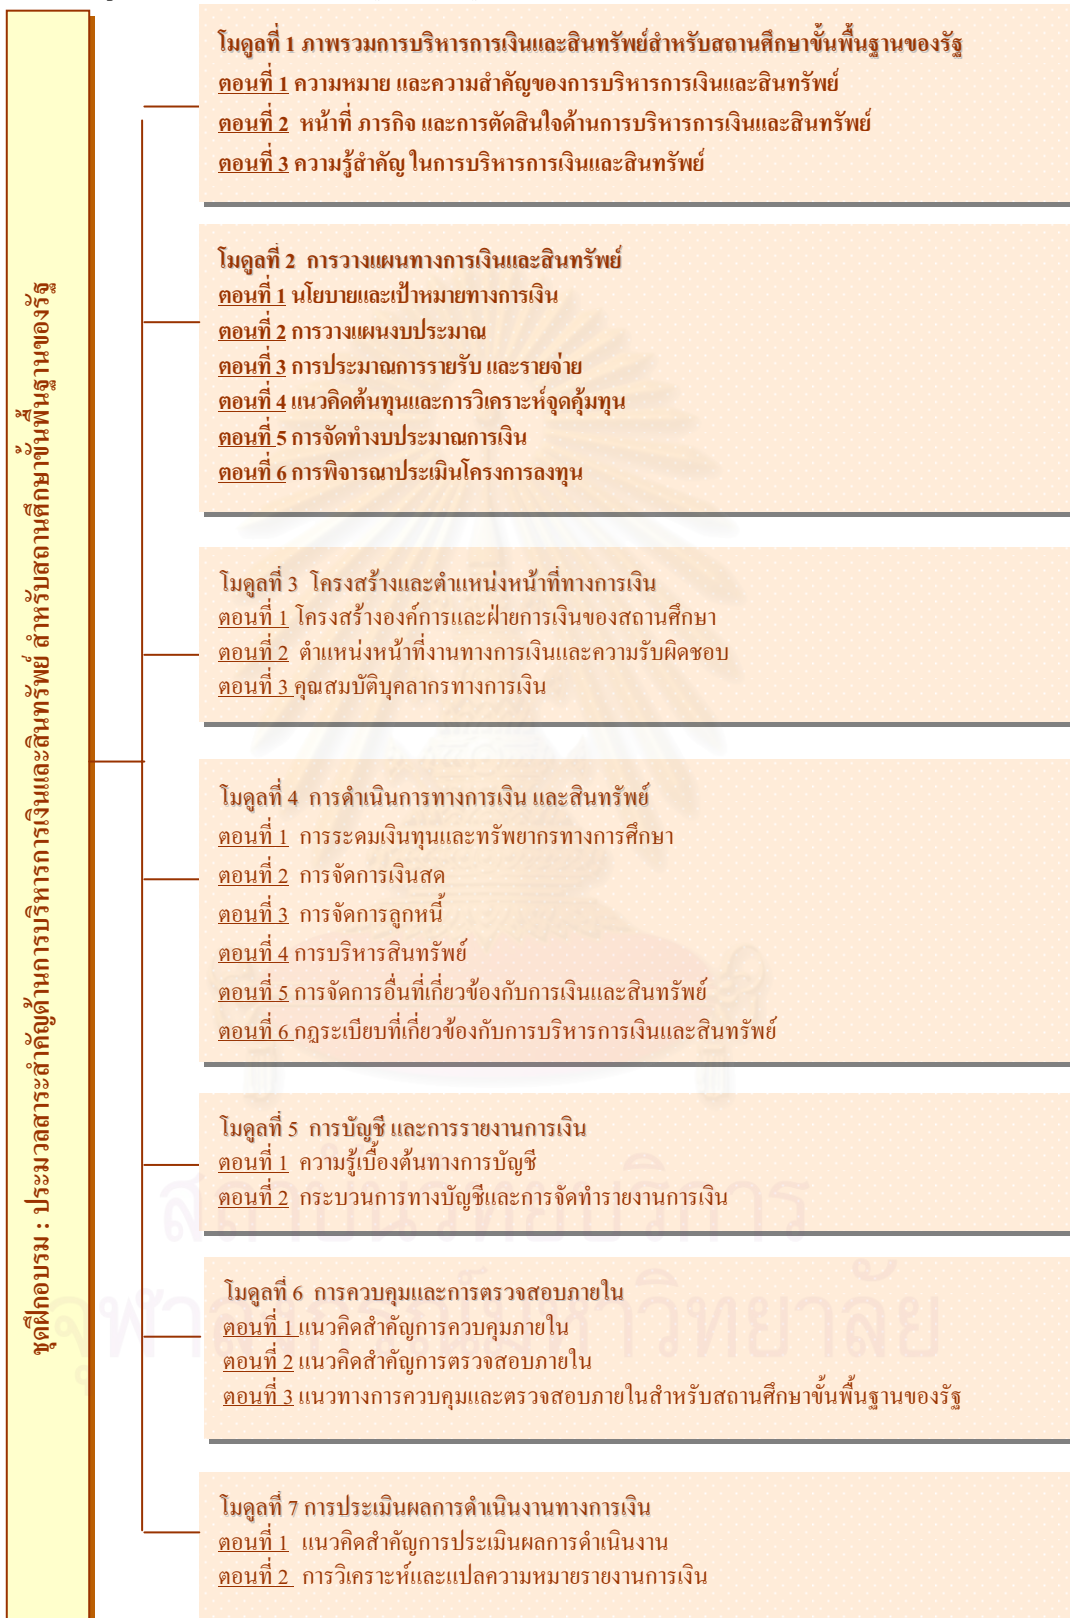 ชุดฝึกอบรม : ประมวลสาระสำคัญด้านการบริหารการเงินและสินทรัพย์ สำหรับสถานศึกษาขั้นพื้นฐานของรัฐ
โมดูลที่ 1 ภาพรวมการบริหารการเงินและสินทรัพย์สำหรับสถานศึกษาขั้นพื้นฐานของรัฐ
ตอนที่ 1 ความหมาย และความสำคัญของการบริหารการเงินและสินทรัพย์
ตอนที่ 2 หน้าที่ ภารกิจ และการตัดสินใจด้านการบริหารการเงินและสินทรัพย์
ตอนที่ 3 ความรู้สำคัญ ในการบริหารการเงินและสินทรัพย์
โมดูลที่ 2 การวางแผนทางการเงินและสินทรัพย์
ตอนที่ 1 นโยบายและเป้าหมายทางการเงิน
ตอนที่ 2 การวางแผนงบประมาณ
ตอนที่ 3 การประมาณการรายรับ และรายจ่าย
ตอนที่ 4 แนวคิดต้นทุนและการวิเคราะห์จุดคุ้มทุน
ตอนที่ 5 การจัดทำงบประมาณการเงิน
ตอนที่ 6 การพิจารณาประเมินโครงการลงทุน
โมดูลที่ 3 โครงสร้างและตำแหน่งหน้าที่ทางการเงิน
ตอนที่ 1 โครงสร้างองค์การและฝ่ายการเงินของสถานศึกษา
ตอนที่ 2 ตำแหน่งหน้าที่งานทางการเงินและความรับผิดชอบ
ตอนที่ 3 คุณสมบัติบุคลากรทางการเงิน
โมดูลที่ 4 การดำเนินการทางการเงิน และสินทรัพย์
ตอนที่ 1 การระดมเงินทุนและทรัพยากรทางการศึกษา
ตอนที่ 2 การจัดการเงินสด
ตอนที่ 3 การจัดการลูกหนี้
ตอนที่ 4 การบริหารสินทรัพย์
ตอนที่ 5 การจัดการอื่นที่เกี่ยวข้องกับการเงินและสินทรัพย์
ตอนที่ 6 กฎระเบียบที่เกี่ยวข้องกับการบริหารการเงินและสินทรัพย์
โมดูลที่ 5 การบัญชี และการรายงานการเงิน
ตอนที่ 1 ความรู้เบื้องต้นทางการบัญชี
ตอนที่ 2 กระบวนการทางบัญชีและการจัดทำรายงานการเงิน
สถาบันวิทยบริการ
โมดูลที่ 6 การควบคุมและการตรวจสอบภายใน
จุฬาลงกรณ์มหาวิทยาลัย
ตอนที่ 1 แนวคิดสำคัญการควบคุมภายใน
ตอนที่ 2 แนวคิดสำคัญการตรวจสอบภายใน
ตอนที่ 3 แนวทางการควบคุมและตรวจสอบภายในสำหรับสถานศึกษาขั้นพื้นฐานของรัฐ
โมดูลที่ 7 การประเมินผลการดำเนินงานทางการเงิน
ตอนที่ 1 แนวคิดสำคัญการประเมินผลการดำเนินงาน
ตอนที่ 2 การวิเคราะห์และแปลความหมายรายงานการเงิน